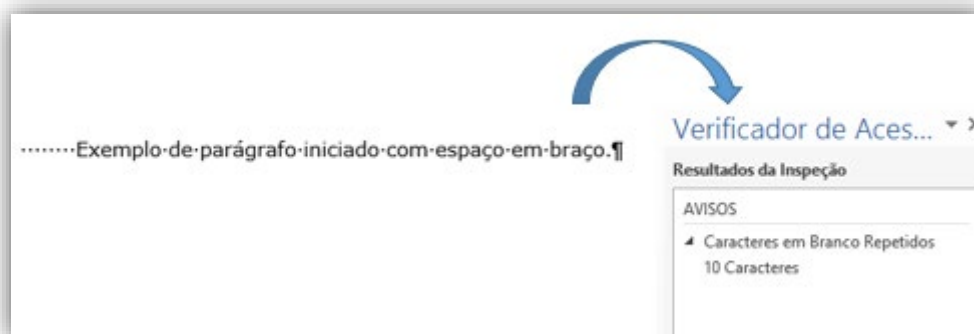 ········Exemplo·de·parágrafo·iniciado·com·espaço·em·braço.¶
Verificador de Aces...
Resultados da Inspeção
AVISOS
Caracteres em Branco Repetidos
10 Caracteres